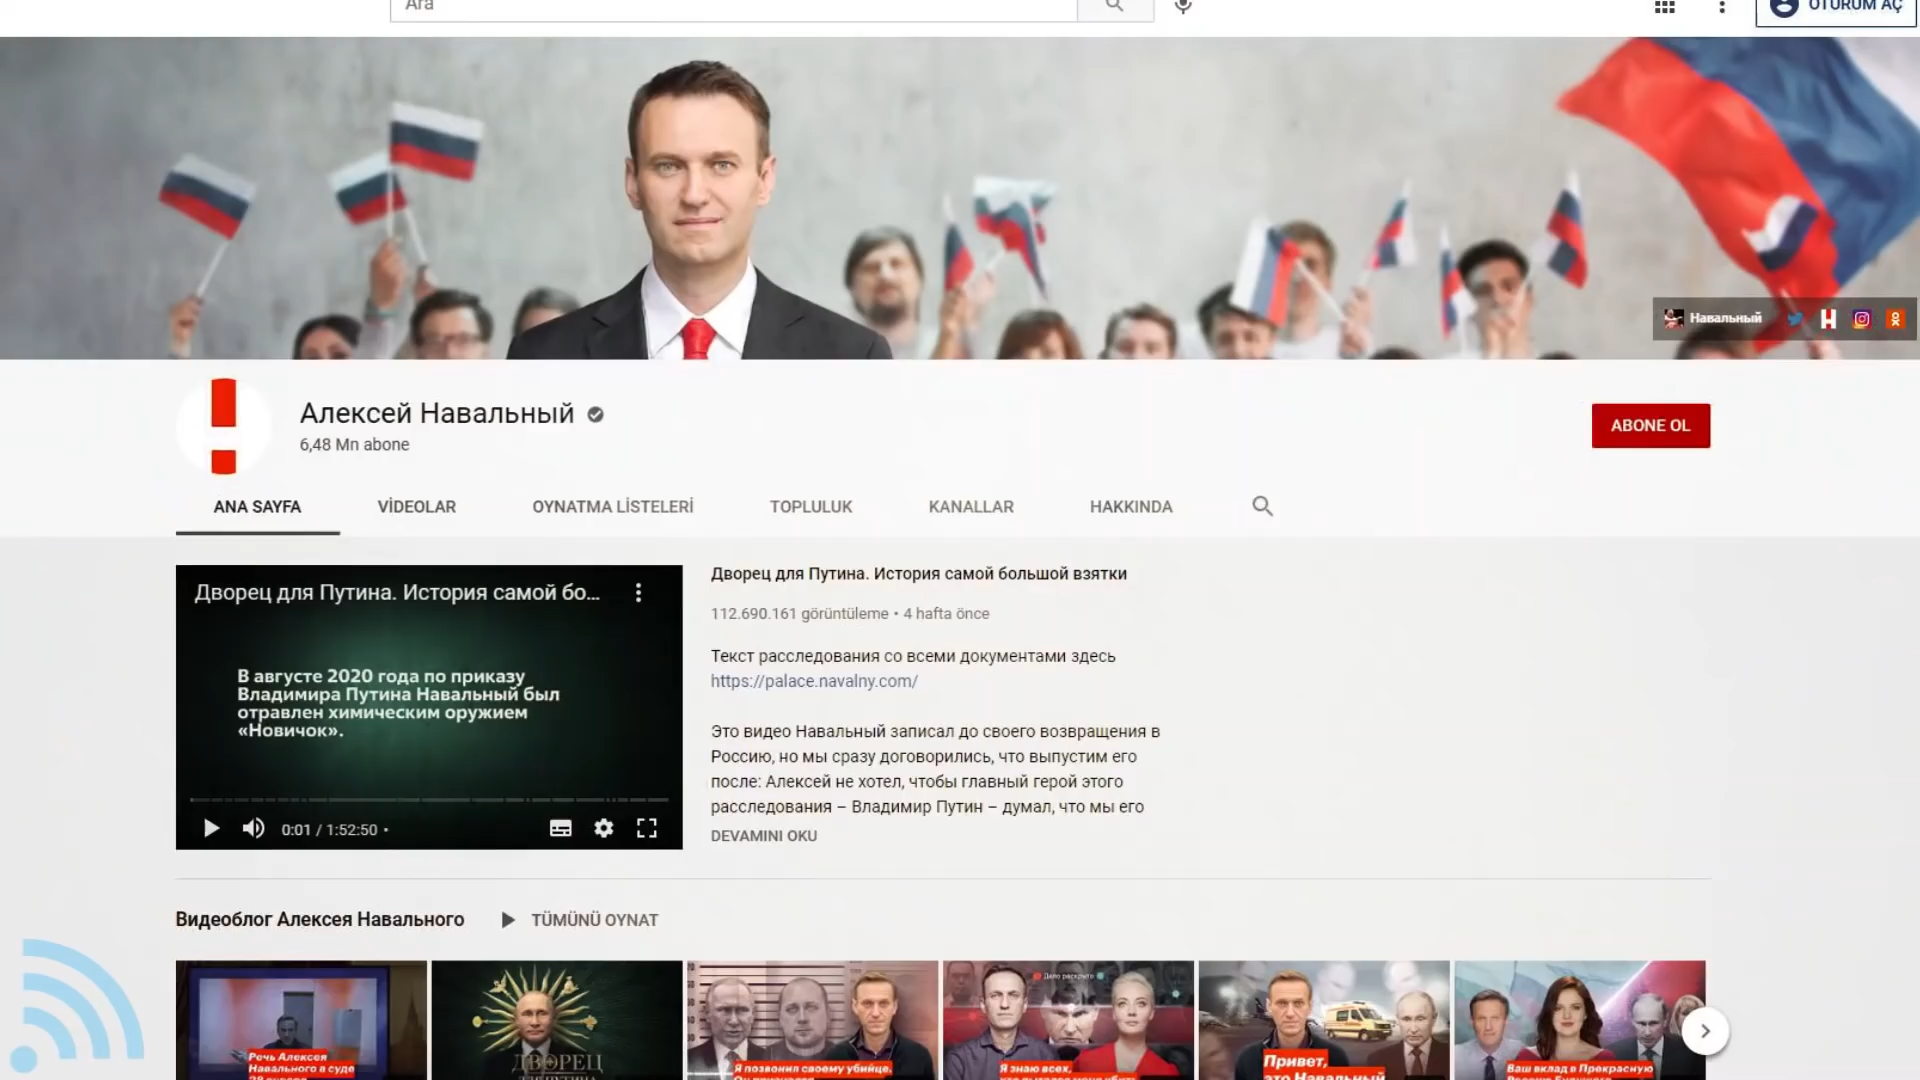 Ara
OTURUM AÇ
Навальный
Алексей Навальный
6,48 Mn abone
ABONE OL
ANA SAYFA
VİDEOLAR
OYNATMA LİSTELERİ
TOPLULUK
KANALLAR
HAKKINDA
Дворец для Путина. История самой бо...
В августе 2020 года по приказу
Владимира Путина Навальный был
отравлен химическим оружием
«Новичок».
0:01 / 1:52:50 •
Дворец для Путина. История самой большой взятки
112.690.161 görüntüleme • 4 hafta önce
Текст расследования со всеми документами здесь
https://palace.navalny.com/
Это видео Навальный записал до своего возвращения в
Россию, но мы сразу договорились, что выпустим его
после: Алексей не хотел, чтобы главный герой этого
расследования – Владимир Путин – думал, что мы его
DEVAMINI OKU
Видеоблог Алексея Навального
TÜMÜNÜ OYNAT
Речь Алексея
Навального в суде
ДВОРЕЦ
Я позвонил своему убийце.
Дело раскрыто
Я знаю всех,
Привет,
это Навальный
Ваш вклад в Прекрасную